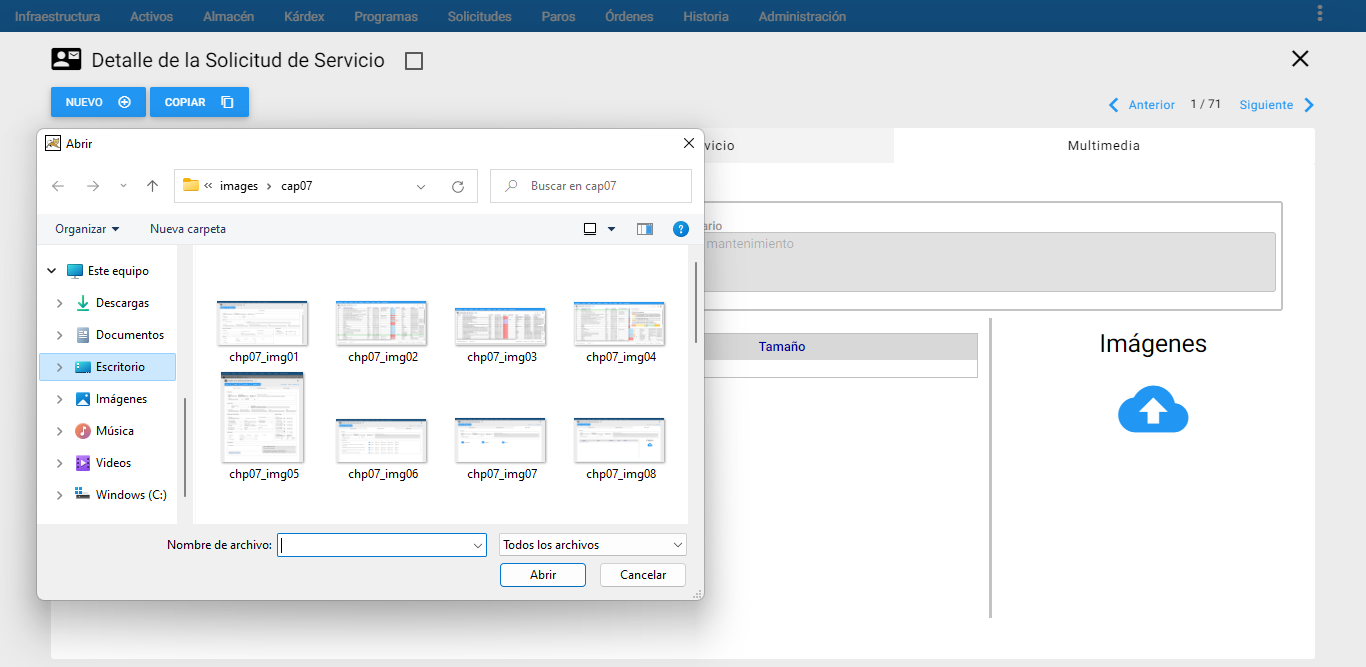 Infraestructura Activos Almacén Kárdex Programas Solicitudes Paros Órdenes Historia Administración
Detalle de la Solicitud de Servicio
NUEVO COPIAR
Anterior 1 / 71 Siguiente
vicio Multimedia
Abrir
« images › cap07
Buscar en cap07
Organizar Nueva carpeta
?
Este equipo
Descargas
Documentos
Escritorio
Imágenes
Música
Videos
Windows (C:)
chp07_img01 chp07_img02 chp07_img03 chp07_img04
chp07_img05 chp07_img06 chp07_img07 chp07_img08
Nombre de archivo: Todos los archivos
Abrir Cancelar
ario
mantenimiento
Tamaño
Imágenes